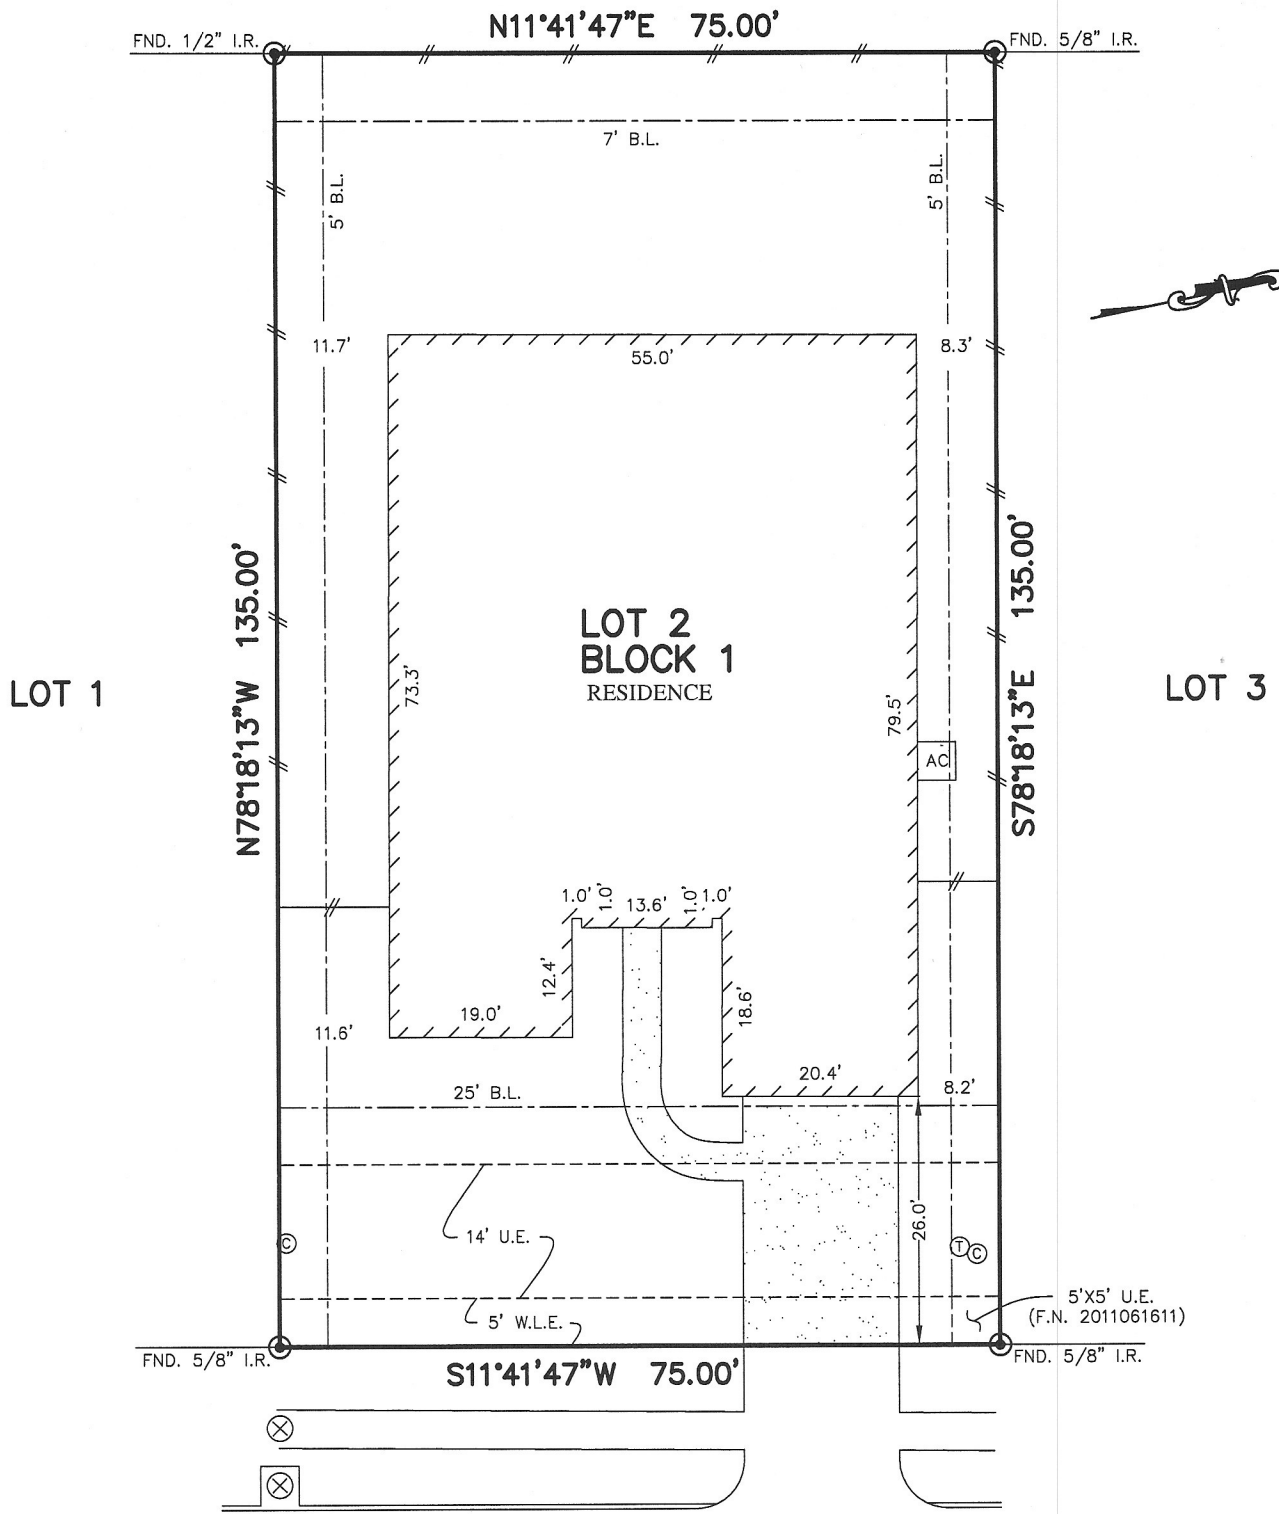 N11°41'47"E 75.00'
FND. 1/2" I.R.
FND. 5/8" I.R.
7' B.L.
5' B.L.
5' B.L.
11.7'
55.0'
8.3'
N78°18'13"W 135.00'
S78°18'13"E 135.00'
LOT 2
BLOCK 1
RESIDENCE
LOT 1
LOT 3
73.3'
79.5'
AC
1.0'
1.0'
13.6'
1.0'
1.0'
12.4'
18.6'
19.0'
11.6'
20.4'
8.2'
25' B.L.
26.0'
14' U.E.
C
T
C
5' W.L.E.
5'X5' U.E.
(F.N. 2011061611)
FND. 5/8" I.R.
FND. 5/8" I.R.
S11°41'47"W 75.00'